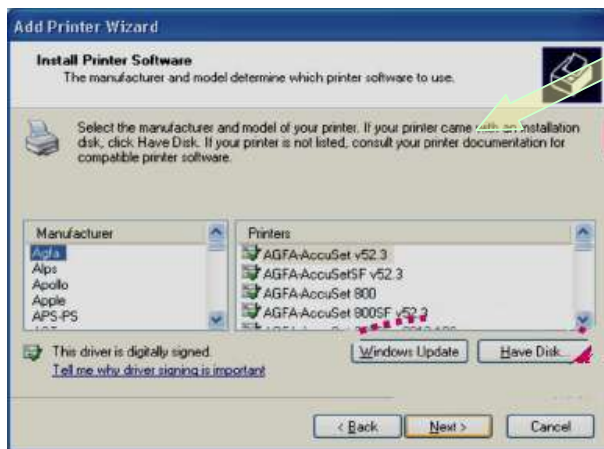 Add Printer Wizard
Install Printer Software
The manufacturer and model determine which printer software to use.
Select the manufacturer and model of your printer. If your printer came with an installation
disk, click Have Disk. If your printer is not listed, consult your printer documentation for
compatible printer software.
Manufacturer
Agfa
Alps
Apollo
Apple
APS-PS
Printers
AGFA-AccuSet v52.3
AGFA-AccuSetSF v52.3
AGFA-AccuSet 800
AGFA-AccuSet 800SF v52.3
This driver is digitally signed.
Tell me why driver signing is important
Windows Update
Have Disk...
< Back
Next >
Cancel